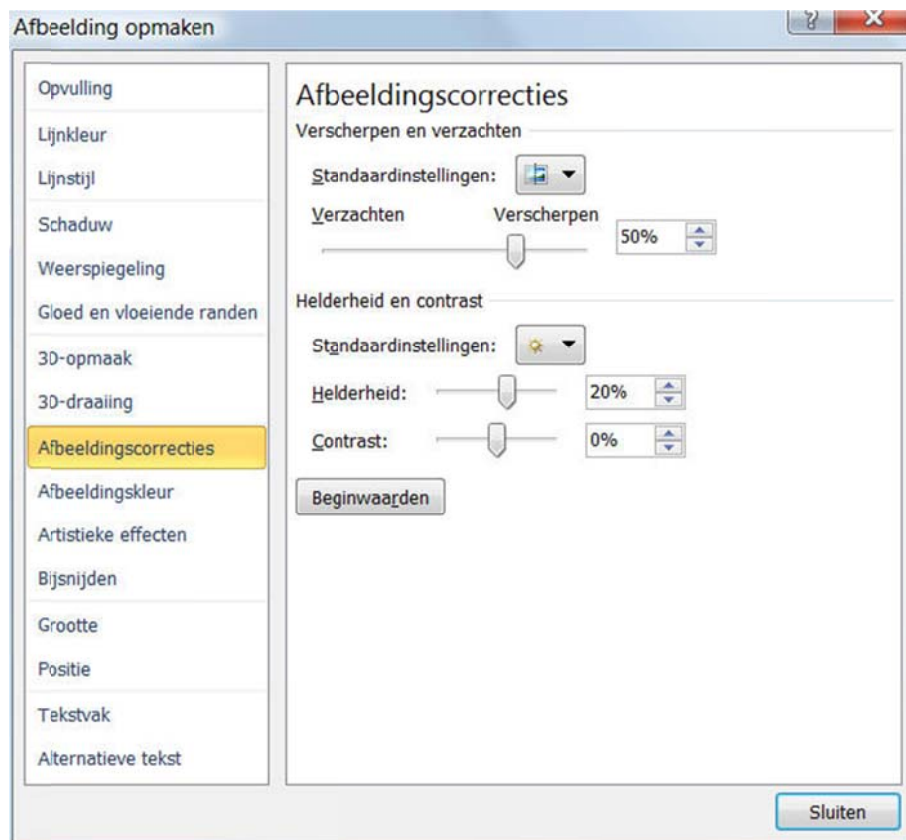 Afbeelding opmaken
?
X
Opvulling
Lijnkleur
Lijnstijl
Schaduw
Weerspiegeling
Gloed en vloeiende randen
3D-opmaak
3D-draaiing
Afbeeldingscorrecties
Afbeeldingskleur
Artistieke effecten
Bijsnijden
Grootte
Positie
Tekstvak
Alternatieve tekst
Afbeeldingscorrecties
Verscherpen en verzachten
Standaardinstellingen:
Verzachten Verscherpen
50%
Helderheid en contrast
Standaardinstellingen:
Helderheid: 20%
Contrast: 0%
Beginwaarden
Sluiten